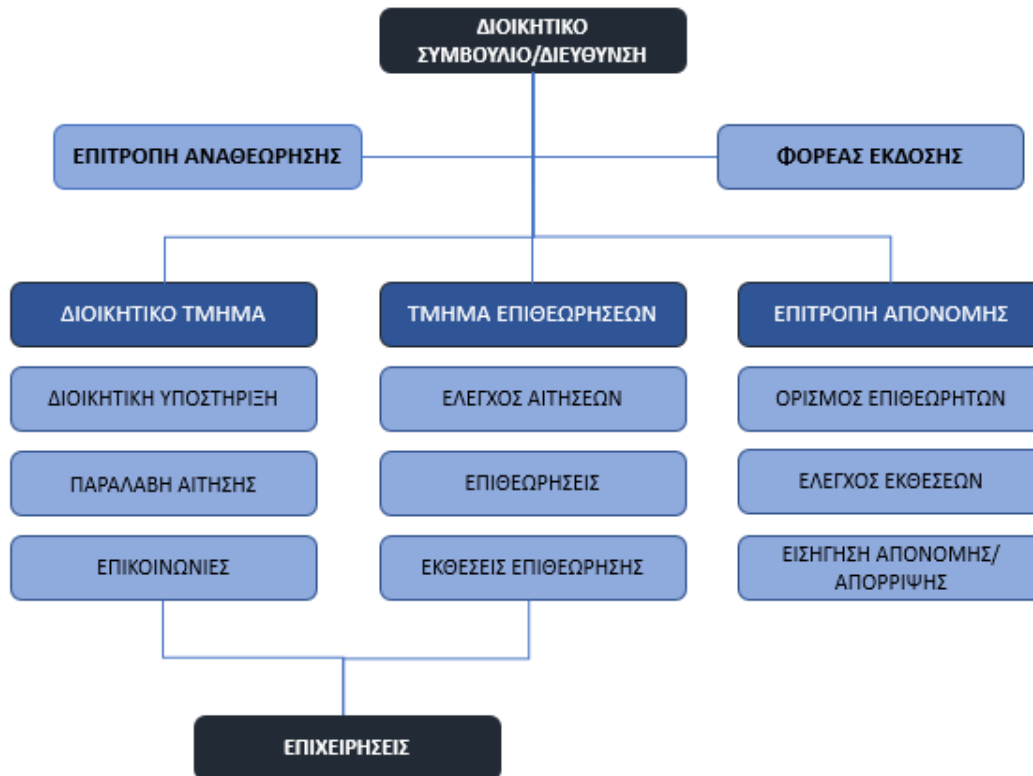 ΔΙΟΙΚΗΤΙΚΟ
ΣΥΜΒΟΥΛΙΟ/ΔΙΕΥΘΥΝΣΗ
ΕΠΙΤΡΟΠΗ ΑΝΑΘΕΩΡΗΣΗΣ
ΦΟΡΕΑΣ ΕΚΔΟΣΗΣ
ΔΙΟΙΚΗΤΙΚΟ ΤΜΗΜΑ
ΤΜΗΜΑ ΕΠΙΘΕΩΡΗΣΕΩΝ
ΕΠΙΤΡΟΠΗ ΑΠΟΝΟΜΗΣ
ΔΙΟΙΚΗΤΙΚΗ ΥΠΟΣΤΗΡΙΞΗ
ΕΛΕΓΧΟΣ ΑΙΤΗΣΕΩΝ
ΟΡΙΣΜΟΣ ΕΠΙΘΕΩΡΗΤΩΝ
ΠΑΡΑΛΑΒΗ ΑΙΤΗΣΗΣ
ΕΠΙΘΕΩΡΗΣΕΙΣ
ΕΛΕΓΧΟΣ ΕΚΘΕΣΕΩΝ
ΕΠΙΚΟΙΝΩΝΙΕΣ
ΕΚΘΕΣΕΙΣ ΕΠΙΘΕΩΡΗΣΗΣ
ΕΙΣΗΓΗΣΗ ΑΠΟΝΟΜΗΣ/
ΑΠΟΡΡΙΨΗΣ
ΕΠΙΧΕΙΡΗΣΕΙΣ